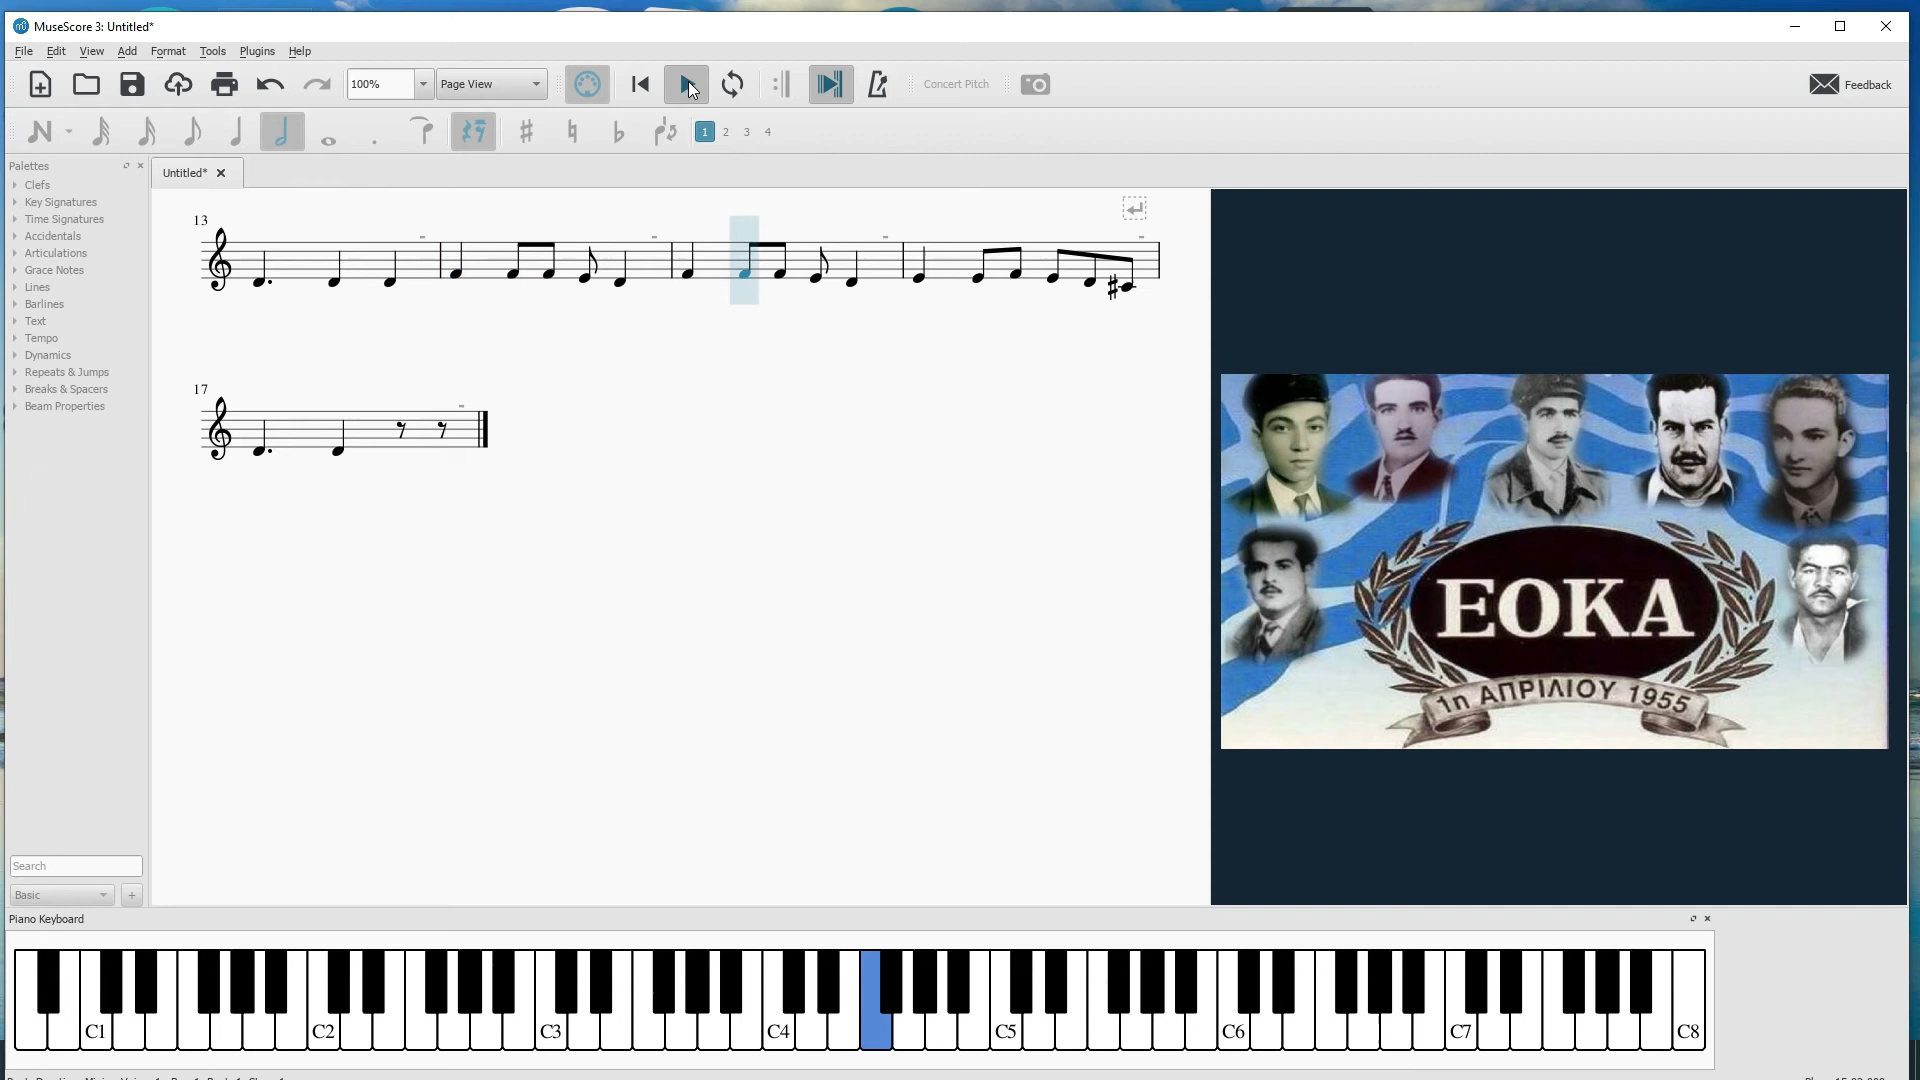 MuseScore 3: Untitled*
File Edit View Add Format Tools Plugins Help
100% Page View Concert Pitch Feedback
1 2 3 4
Palettes
Untitled*
Clefs
Key Signatures
Time Signatures
Accidentals
Articulations
Grace Notes
Lines
Barlines
Text
Tempo
Dynamics
Repeats & Jumps
Breaks & Spacers
Beam Properties
13
17
ΕΟΚΑ
1η ΑΠΡΙΛΙΟΥ 1955
Search
Basic +
Piano Keyboard
C1 C2 C3 C4 C5 C6 C7 C8